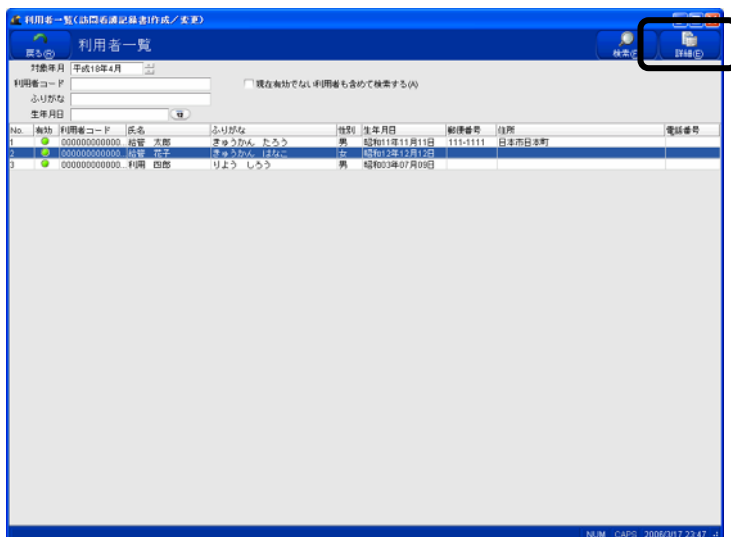 利用者一覧(訪問看護記録書Ⅰ作成／変更)
戻る(R) 利用者一覧 検索(F) 詳細(E)
対象年月 平成18年4月
利用者コード 現在有効でない利用者も含めて検索する(A)
ふりがな
生年月日
No. 有効 利用者コード 氏名 ふりがな 性別 生年月日 郵便番号 住所 電話番号
1 000000000000... 給管 太郎 きゅうかん たろう 男 昭和11年11月11日 111-1111 日本市日本町
2 000000000000... 給管 花子 きゅうかん はなこ 女 昭和12年12月12日
3 000000000000... 利用 四郎 りよう しろう 男 昭和03年07月09日
NUM CAPS 2006/3/17 23:47